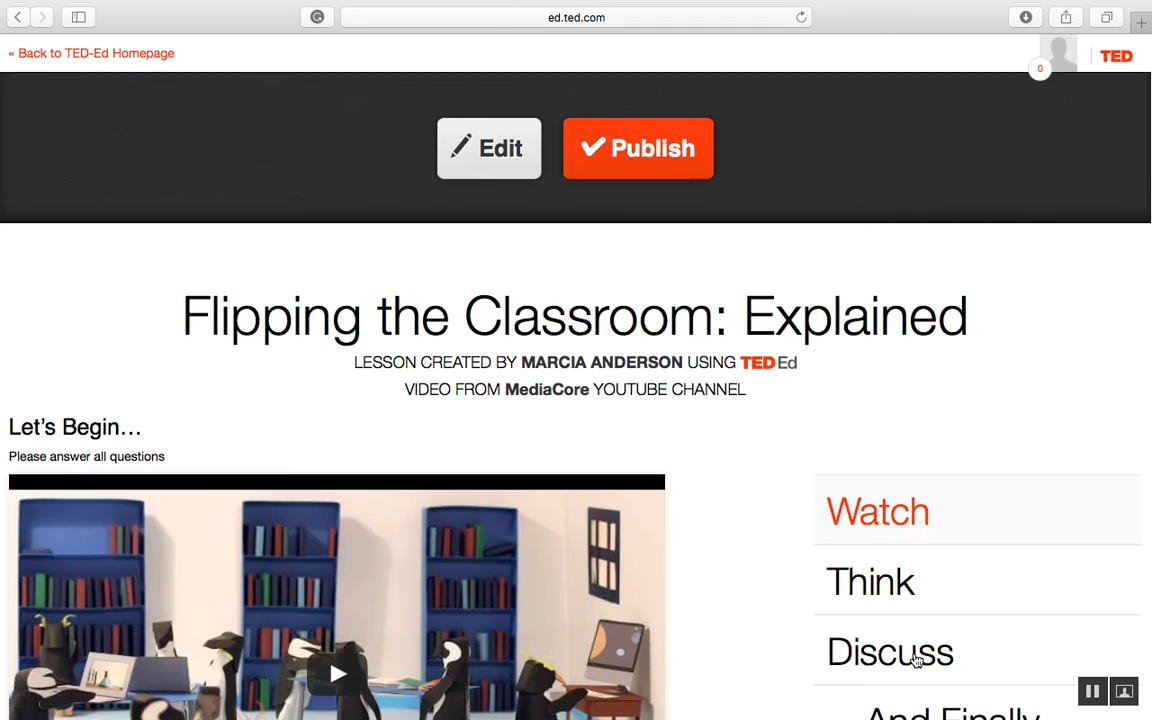 ed.ted.com
« Back to TED-Ed Homepage
0
TED
Edit
Publish
Flipping the Classroom: Explained
LESSON CREATED BY MARCIA ANDERSON USING TED Ed
VIDEO FROM MediaCore YOUTUBE CHANNEL
Let's Begin…
Please answer all questions
Watch
Think
Discuss
...And Finally